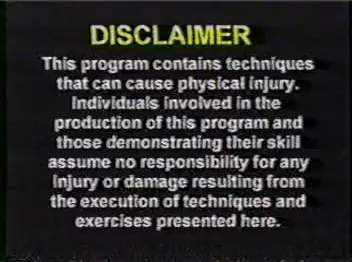 DISCLAIMER
This program contains techniques
that can cause physical injury.
Individuals involved in the
production of this program and
those demonstrating their skill
assume no responsibility for any
injury or damage resulting from
the execution of techniques and
exercises presented here.